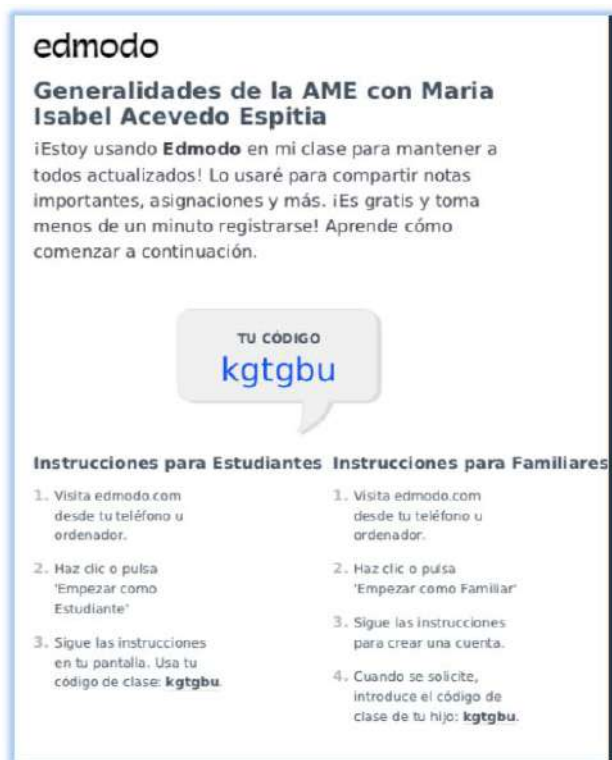 edmodo
Generalidades de la AME con Maria
Isabel Acevedo Espitia
¡Estoy usando Edmodo en mi clase para mantener a
todos actualizados! Lo usaré para compartir notas
importantes, asignaciones y más. ¡Es gratis y toma
menos de un minuto registrarse! Aprende cómo
comenzar a continuación.
TU CÓDIGO
kgtgbu
Instrucciones para Estudiantes
1. Visita edmodo.com
desde tu teléfono u
ordenador.
2. Haz clic o pulsa
'Empezar como
Estudiante'
3. Sigue las instrucciones
en tu pantalla. Usa tu
código de clase: kgtgbu.
Instrucciones para Familiares
1. Visita edmodo.com
desde tu teléfono u
ordenador.
2. Haz clic o pulsa
'Empezar como Familiar'
3. Sigue las instrucciones
para crear una cuenta.
4. Cuando se solicite,
introduce el código de
clase de tu hijo: kgtgbu.